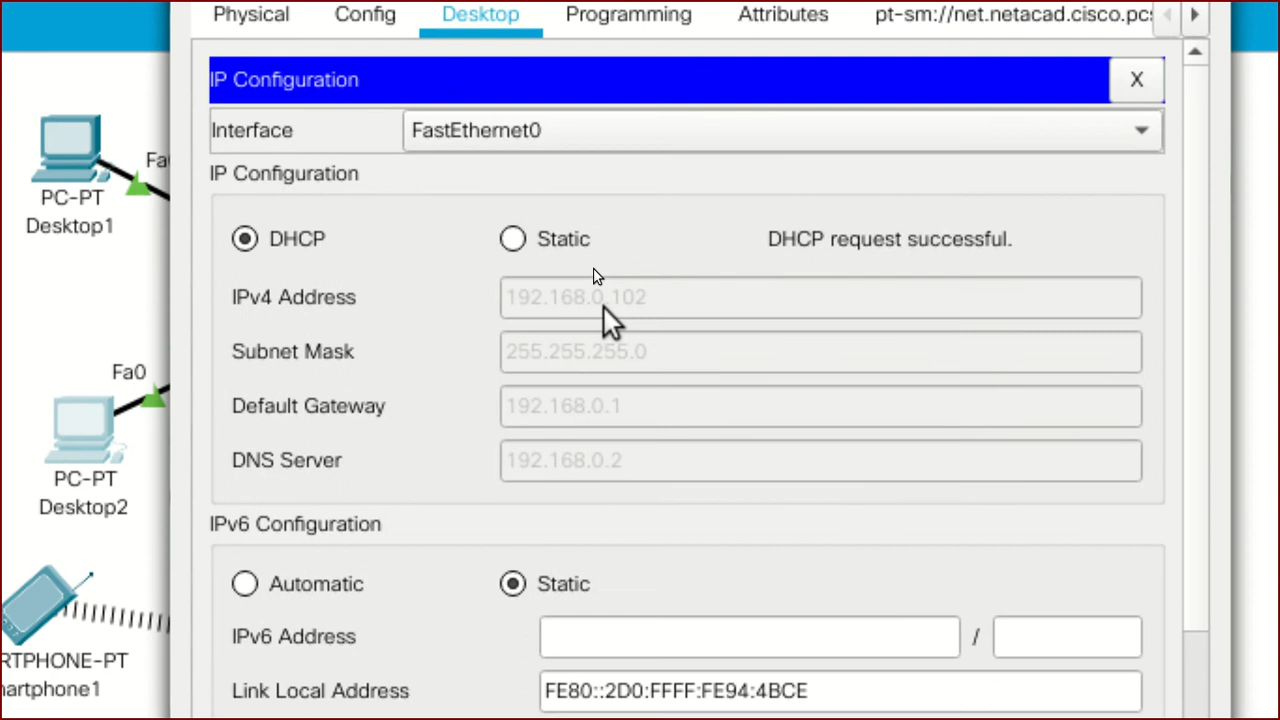 Physical Config Desktop Programming Attributes pt-sm://net.netacad.cisco.pcs
IP Configuration X
Interface FastEthernet0
IP Configuration
DHCP Static DHCP request successful.
IPv4 Address 192.168.0.102
Subnet Mask 255.255.255.0
Default Gateway 192.168.0.1
DNS Server 192.168.0.2
IPv6 Configuration
Automatic Static
IPv6 Address /
Link Local Address FE80::2D0:FFFF:FE94:4BCE
Fa
PC-PT
Desktop1
Fa0
PC-PT
Desktop2
RTPHONE-PT
martphone1